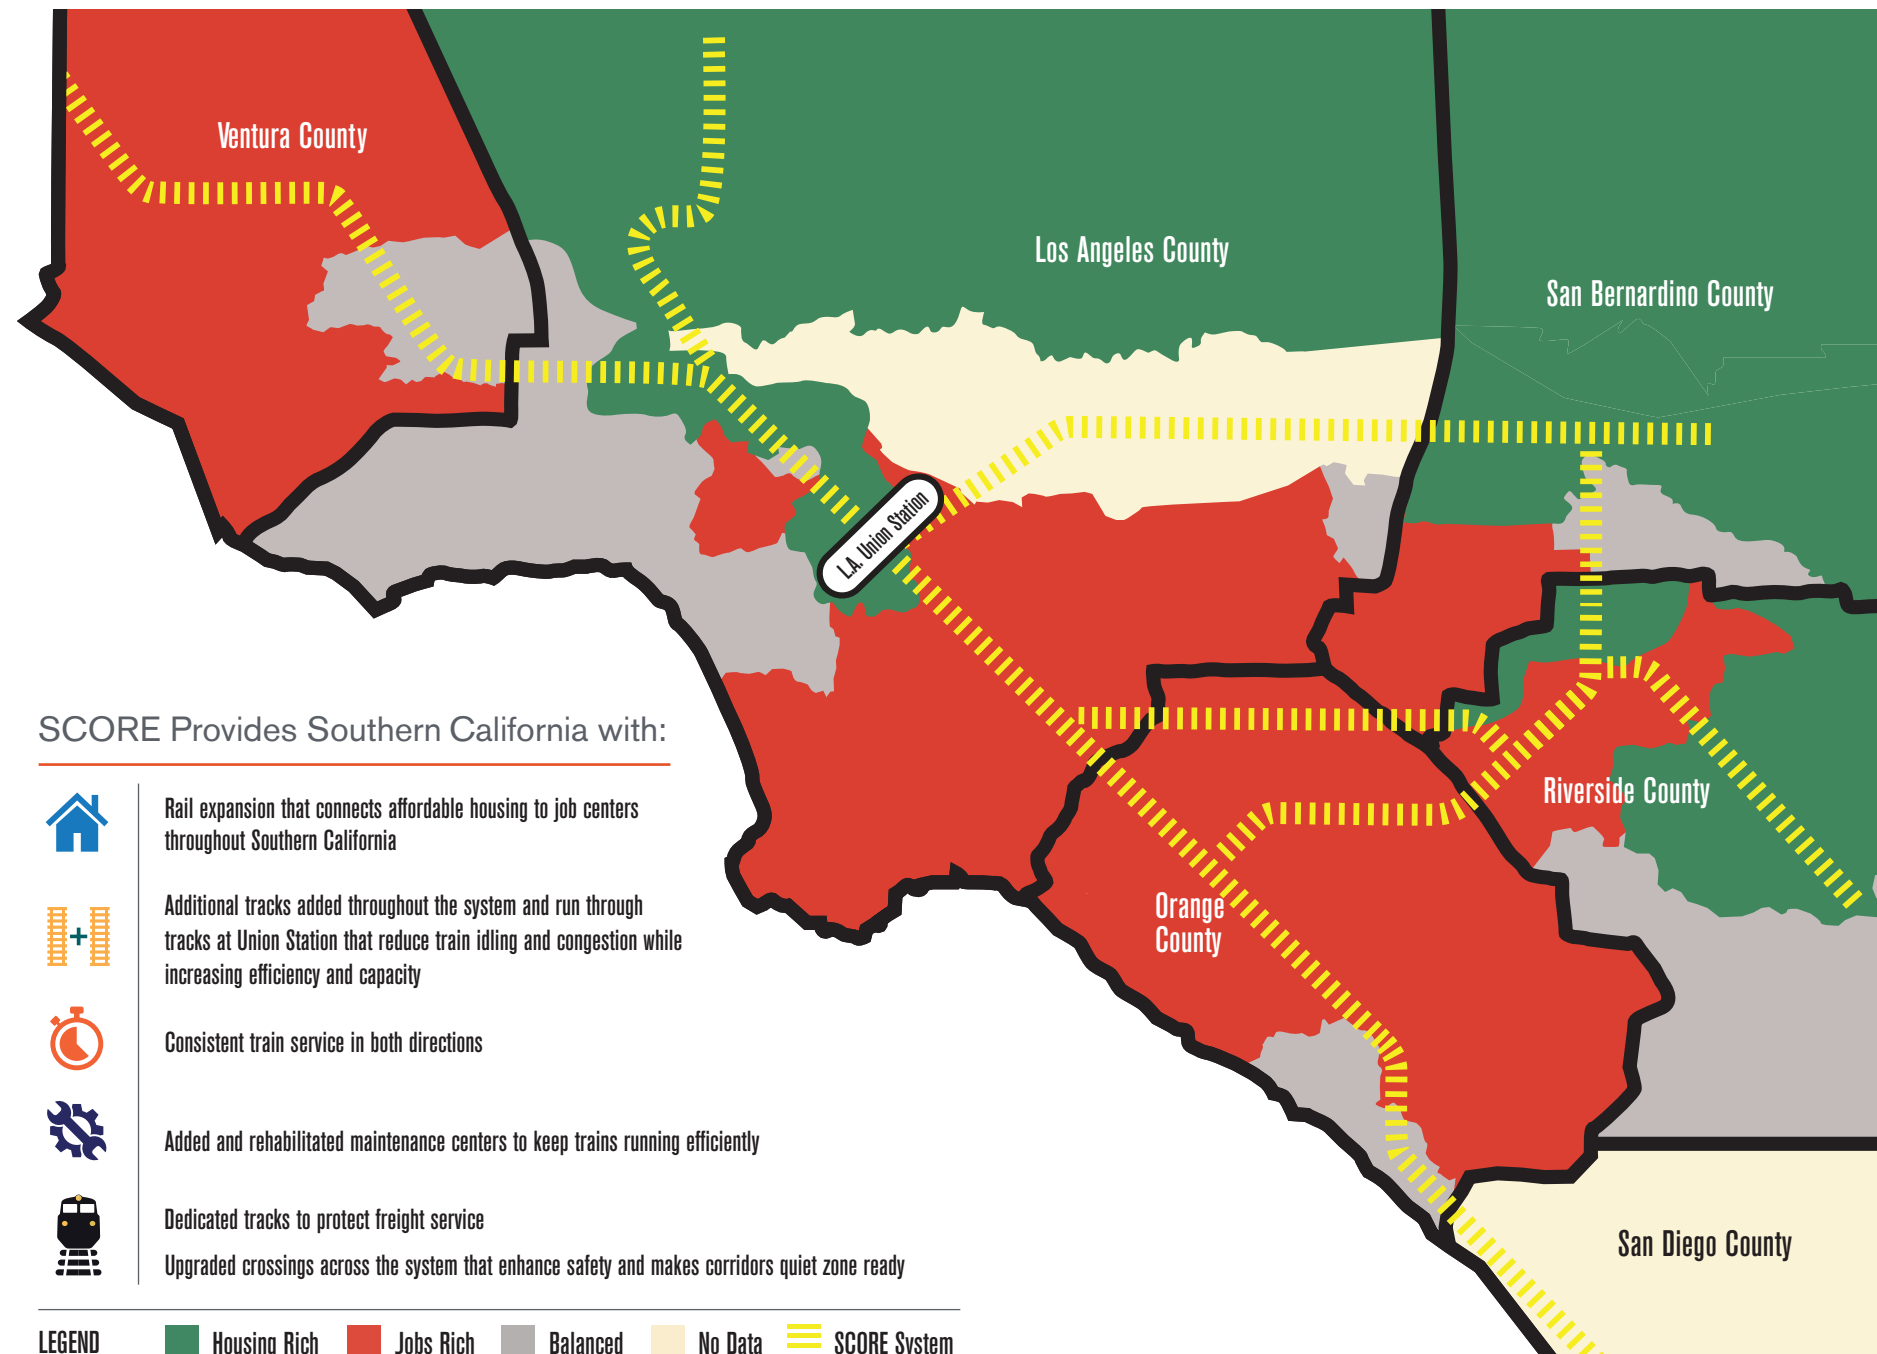 Ventura County
Los Angeles County
San Bernardino County
L.A. Union Station
SCORE Provides Southern California with:
Rail expansion that connects affordable housing to job centers
throughout Southern California
Riverside County
Additional tracks added throughout the system and run through
tracks at Union Station that reduce train idling and congestion while
increasing efficiency and capacity
Orange
County
Consistent train service in both directions
Added and rehabilitated maintenance centers to keep trains running efficiently
Dedicated tracks to protect freight service
Upgraded crossings across the system that enhance safety and makes corridors quiet zone ready
San Diego County
LEGEND Housing Rich Jobs Rich Balanced No Data SCORE System